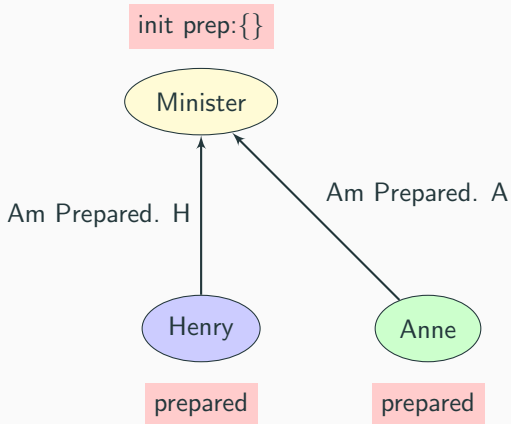 init prep:{}
Minister
Am Prepared. A
Am Prepared. H
Henry
Anne
prepared
prepared